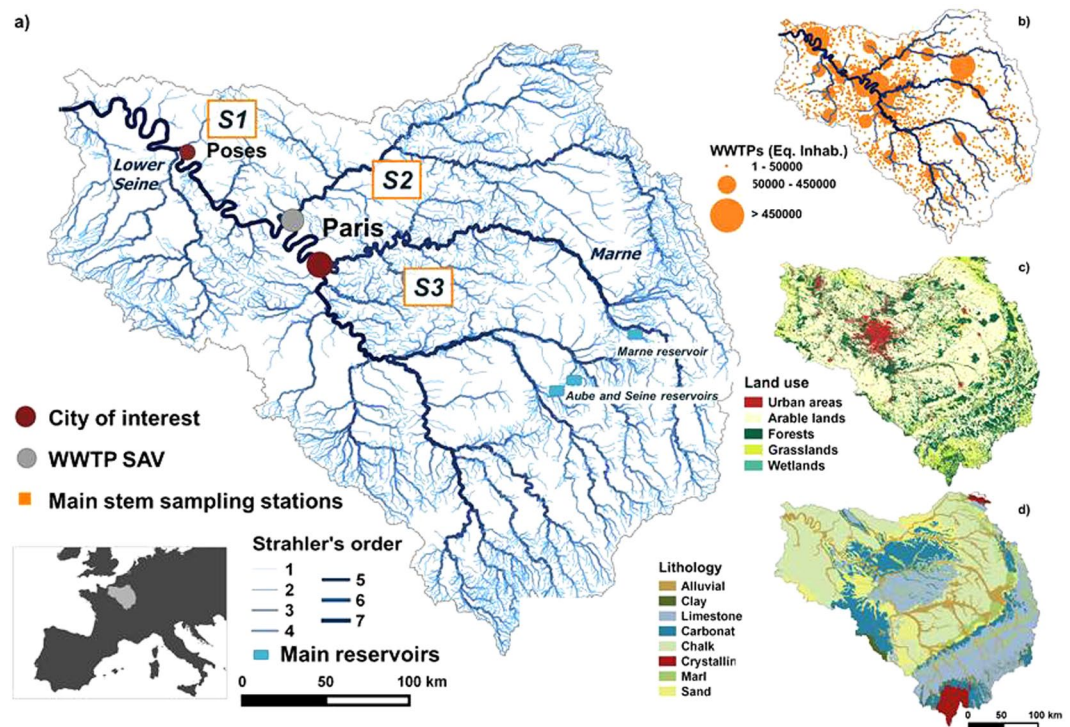 a)
S1
Poses
Lower
Seine
S2
Paris
Marne
S3
Marne reservoir
Aube and Seine reservoirs
City of interest
WWTP SAV
Main stem sampling stations
Strahler's order
1
2
3
4
5
6
7
Main reservoirs
0 50 100 km
b)
WWTPs (Eq. Inhab.)
1 - 50000
50000 - 450000
> 450000
c)
Land use
Urban areas
Arable lands
Forests
Grasslands
Wetlands
d)
Lithology
Alluvial
Clay
Limestone
Carbonat
Chalk
Crystallin
Marl
Sand
0 50 100 km